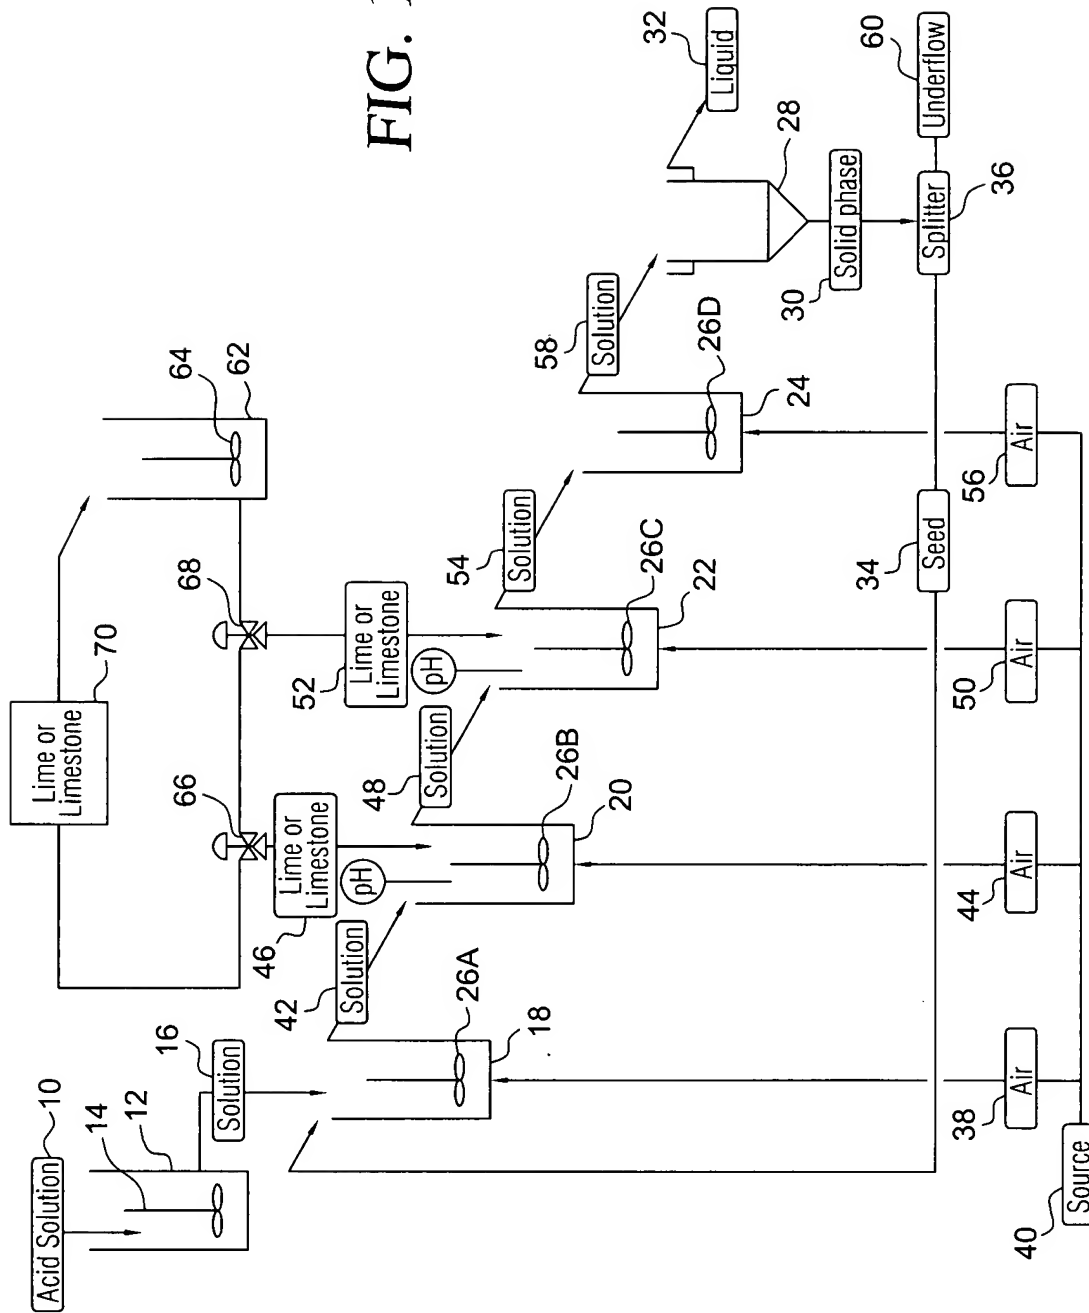 FIG.
Acid Solution
10
14
12
16
Solution
Lime or
Limestone
70
66
68
64
62
Lime or
Limestone
46
pH
Lime or
Limestone
52
pH
42
Solution
26A
18
48
Solution
26B
20
54
Solution
26C
22
58
Solution
26D
24
32
Liquid
28
Solid phase
30
Splitter
36
Underflow
60
Seed
34
Air
38
Air
44
Air
50
Air
56
Source
40